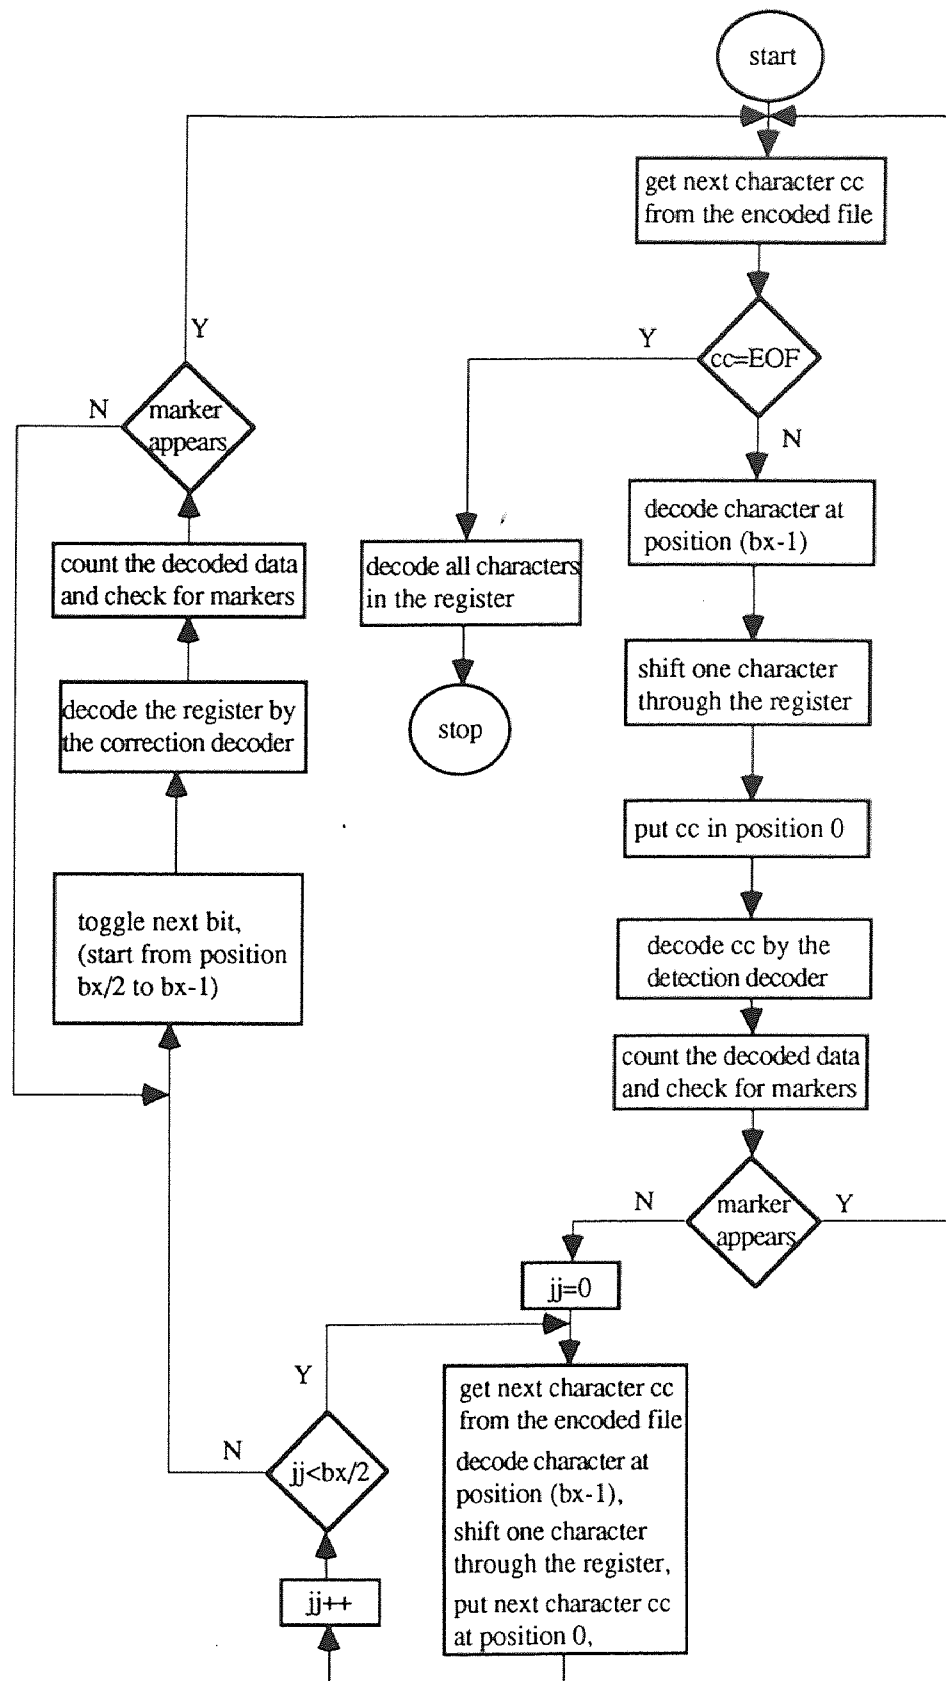 start
get next character cc
from the encoded file
cc=EOF
Y
N
decode all characters
in the register
stop
decode character at
position (bx-1)
shift one character
through the register
put cc in position 0
decode cc by the
detection decoder
count the decoded data
and check for markers
marker
appears
N
Y
jj=0
get next character cc
from the encoded file
decode character at
position (bx-1),
shift one character
through the register,
put next character cc
at position 0,
jj++
jj<bx/2
Y
N
toggle next bit,
(start from position
bx/2 to bx-1)
decode the register by
the correction decoder
count the decoded data
and check for markers
marker
appears
Y
N